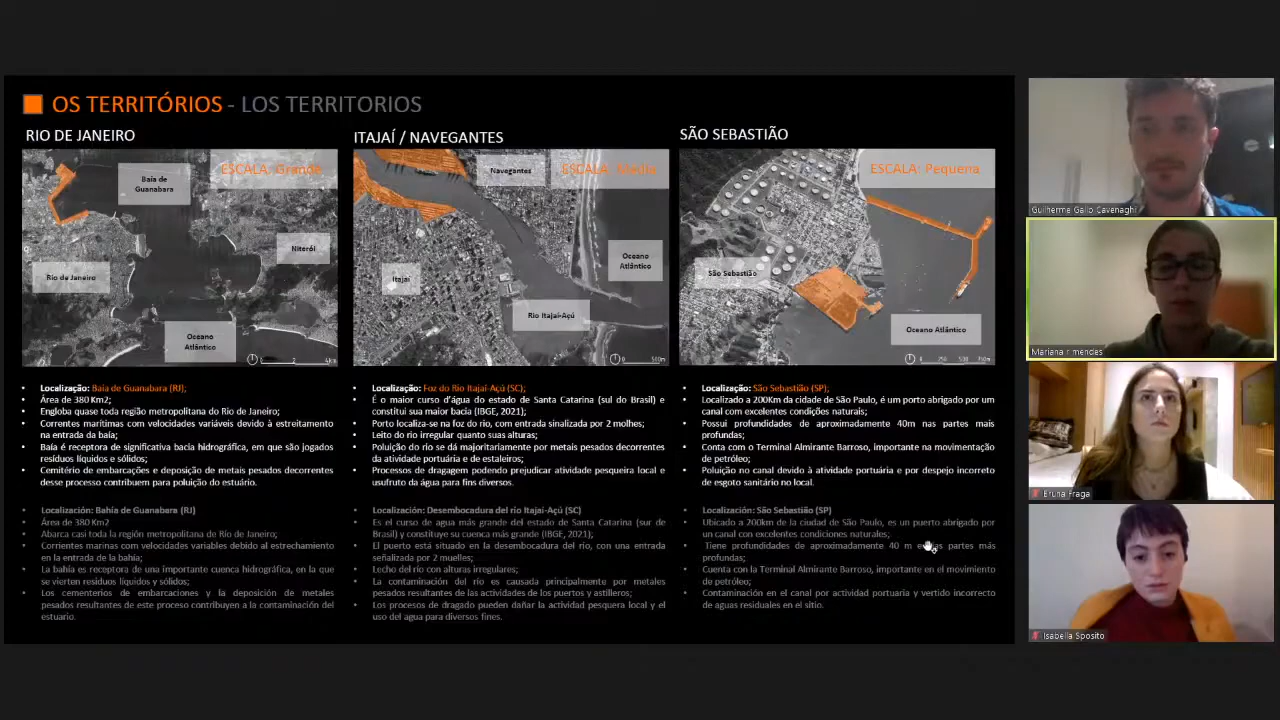 OS TERRITÓRIOS - LOS TERRITORIOS
RIO DE JANEIRO
Baía de
Guanabara
ESCALA: Grande
Niterói
Rio de Janeiro
Oceano
Atlântico
0 2 4Km
Localização: Baía de Guanabara (RJ);
Área de 380 Km2;
Engloba quase toda região metropolitana do Rio de Janeiro;
Correntes marítimas com velocidades variáveis devido à estreitamento
na entrada da baía;
Baía é receptora de significativa bacia hidrográfica, em que são jogados
resíduos líquidos e sólidos;
Cemitério de embarcações e deposição de metais pesados decorrentes
desse processo contribuem para poluição do estuário.
Localización: Bahía de Guanabara (RJ)
Área de 380 Km2
Abarca casi toda la región metropolitana de Río de Janeiro;
Corrientes marinas con velocidades variables debido al estrechamiento
en la entrada de la bahía;
La bahía es receptora de una importante cuenca hidrográfica, en la que
se vierten residuos líquidos y sólidos;
Los cementerios de embarcaciones y la deposición de metales
pesados resultantes de este proceso contribuyen a la contaminación del
estuario.
ITAJAÍ / NAVEGANTES
Navegantes
ESCALA: Média
Oceano
Atlântico
Itajaí
Rio Itajaí-Açú
0 500m
Localização: Foz do Rio Itajaí-Açú (SC);
É o maior curso d'água do estado de Santa Catarina (sul do Brasil) e
constitui sua maior bacia (IBGE, 2021);
Porto localiza-se na foz do rio, com entrada sinalizada por 2 molhes;
Leito do rio irregular quanto suas alturas;
Poluição do rio se dá majoritariamente por metais pesados decorrentes
da atividade portuária e de estaleiros;
Processos de dragagem podendo prejudicar atividade pesqueira local e
usufruto da água para fins diversos.
Localización: Desembocadura del río Itajaí-Açú (SC)
Es el curso de agua más grande del estado de Santa Catarina (sur de
Brasil) y constituye su cuenca más grande (IBGE, 2021);
El puerto está situado en la desembocadura del río, con una entrada
señalizada por 2 muelles;
Lecho del río con alturas irregulares;
La contaminación del río es causada principalmente por metales
pesados resultantes de las actividades de los puertos y astilleros;
Los procesos de dragado pueden dañar la actividad pesquera local y el
uso del agua para diversos fines.
SÃO SEBASTIÃO
ESCALA: Pequena
São Sebastião
Oceano Atlântico
0 250 500 750m
Localização: São Sebastião (SP);
Localizado a 200Km da cidade de São Paulo, é um porto abrigado por um
canal com excelentes condições naturais;
Possui profundidades de aproximadamente 40m nas partes mais
profundas;
Conta com o Terminal Almirante Barroso, importante na movimentação
de petróleo;
Poluição no canal devido à atividade portuária e por despejo incorreto
de esgoto sanitário no local.
Localización: São Sebastião (SP)
Ubicado a 200km de la ciudad de São Paulo, es un puerto abrigado por
un canal con excelentes condiciones naturales;
Tiene profundidades de aproximadamente 40 m partes más
profundas;
Cuenta con la Terminal Almirante Barroso, importante en el movimiento
de petróleo;
Contaminación en el canal por actividad portuaria y vertido incorrecto
de aguas residuales en el sitio.
Guilherme Gallo Cavenaghi
Mariana r mendes
Bruna Fraga
Isabella Sposito